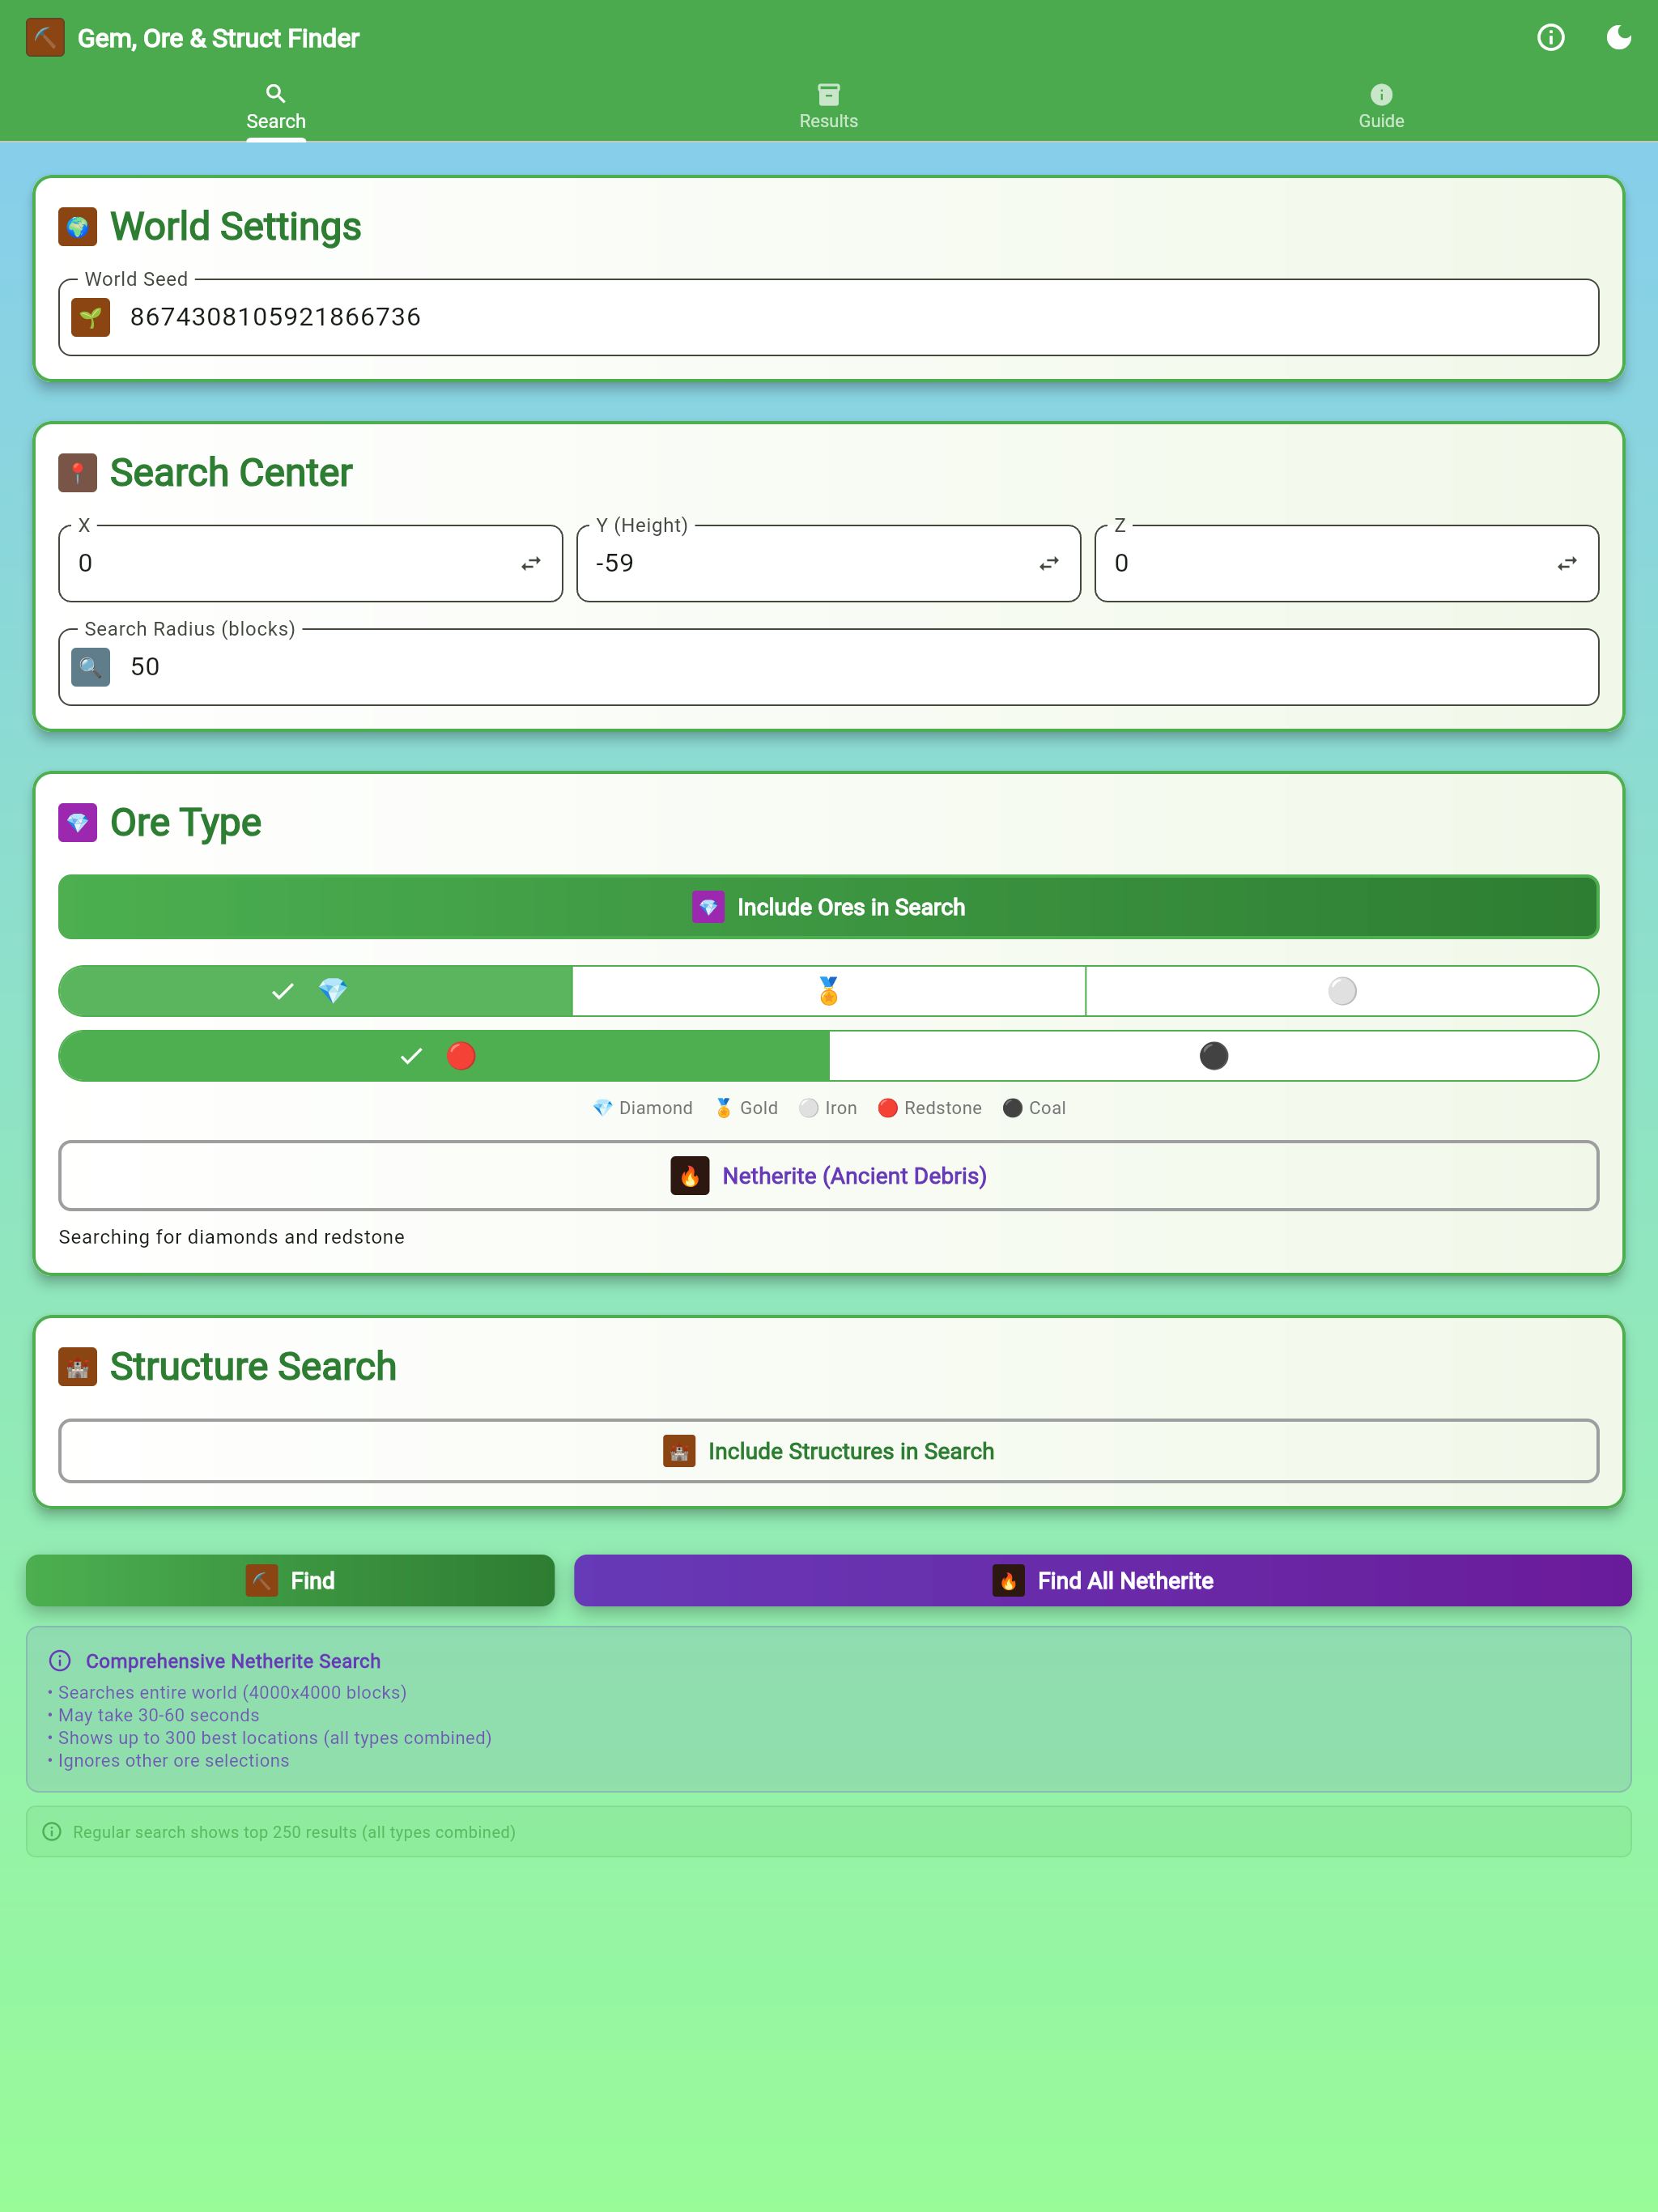 Gem, Ore & Struct Finder
Search
Results
Guide
World Settings
World Seed
8674308105921866736
Search Center
X
Y (Height)
Z
0
-59
0
Search Radius (blocks)
50
Ore Type
Include Ores in Search
Diamond Gold Iron Redstone Coal
Netherite (Ancient Debris)
Searching for diamonds and redstone
Structure Search
Include Structures in Search
Find
Find All Netherite
Comprehensive Netherite Search
• Searches entire world (4000x4000 blocks)
• May take 30-60 seconds
• Shows up to 300 best locations (all types combined)
• Ignores other ore selections
Regular search shows top 250 results (all types combined)